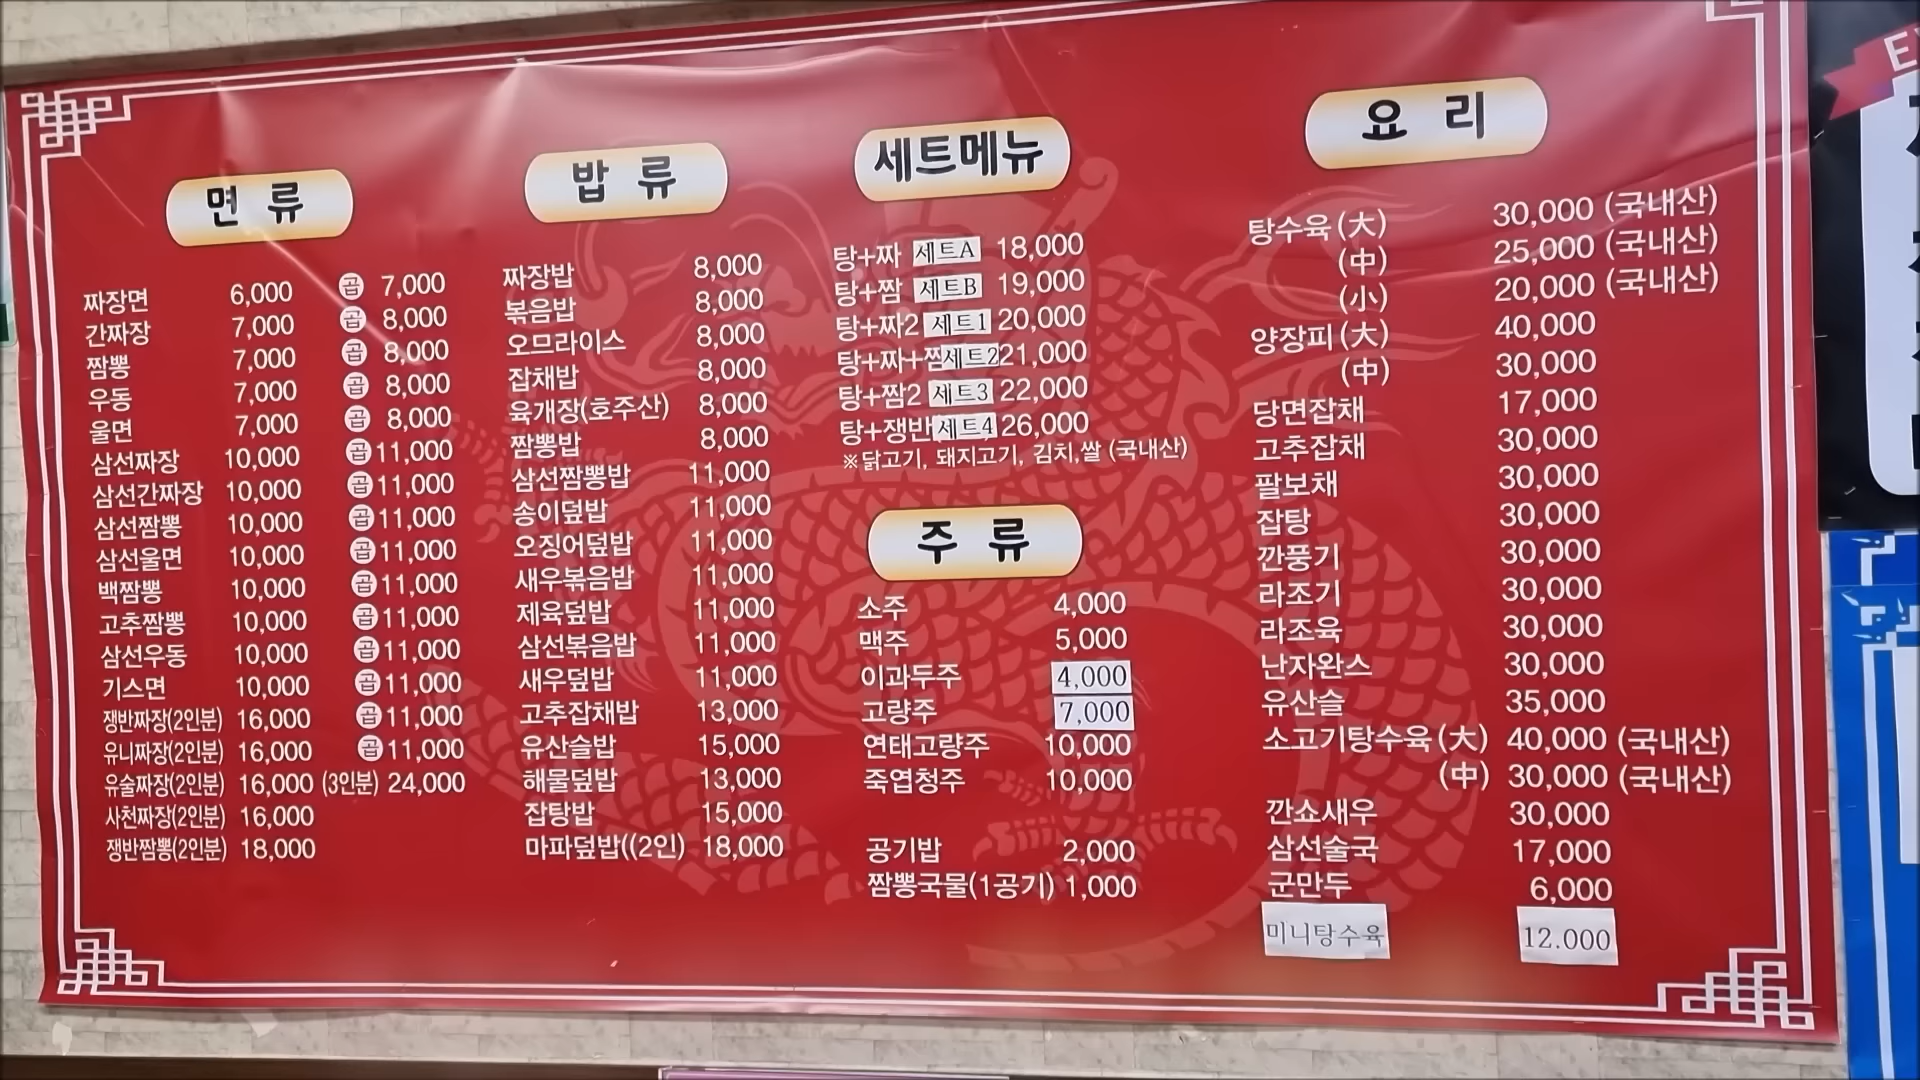 면 류
짜장면 6,000 곱 7,000
간짜장 7,000 곱 8,000
짬뽕 7,000 곱 8,000
우동 7,000 곱 8,000
울면 7,000 곱 8,000
삼선짜장 10,000 곱 11,000
삼선간짜장 10,000 곱 11,000
삼선짬뽕 10,000 곱 11,000
삼선울면 10,000 곱 11,000
백짬뽕 10,000 곱 11,000
고추짬뽕 10,000 곱 11,000
삼선우동 10,000 곱 11,000
기스면 10,000 곱 11,000
쟁반짜장(2인분) 16,000 곱 11,000
유니짜장(2인분) 16,000 곱 11,000
유술짜장(2인분) 16,000 (3인분) 24,000
사천짜장(2인분) 16,000
쟁반짬뽕(2인분) 18,000
밥 류
짜장밥 8,000
볶음밥 8,000
오므라이스 8,000
잡채밥 8,000
육개장(호주산) 8,000
짬뽕밥 8,000
삼선짬뽕밥 11,000
송이덮밥 11,000
오징어덮밥 11,000
새우볶음밥 11,000
제육덮밥 11,000
삼선볶음밥 11,000
새우덮밥 11,000
고추잡채밥 13,000
유산슬밥 15,000
해물덮밥 13,000
잡탕밥 15,000
마파덮밥((2인) 18,000
세트메뉴
탕+짜 세트A 18,000
탕+짬 세트B 19,000
탕+짜2 세트1 20,000
탕+짜+짬 세트2 21,000
탕+짬2 세트3 22,000
탕+쟁반 세트4 26,000
※닭고기, 돼지고기, 김치,쌀 (국내산)
주 류
소주 4,000
맥주 5,000
이과두주 4,000
고량주 7,000
연태고량주 10,000
죽엽청주 10,000
공기밥 2,000
짬뽕국물(1공기) 1,000
요 리
탕수육 (大) 30,000 (국내산)
(中) 25,000 (국내산)
(小) 20,000 (국내산)
양장피 (大) 40,000
(中) 30,000
당면잡채 17,000
고추잡채 30,000
팔보채 30,000
잡탕 30,000
깐풍기 30,000
라조기 30,000
라조육 30,000
난자완스 30,000
유산슬 35,000
소고기탕수육 (大) 40,000 (국내산)
(中) 30,000 (국내산)
깐쇼새우 30,000
삼선술국 17,000
군만두 6,000
미니탕수육 12.000